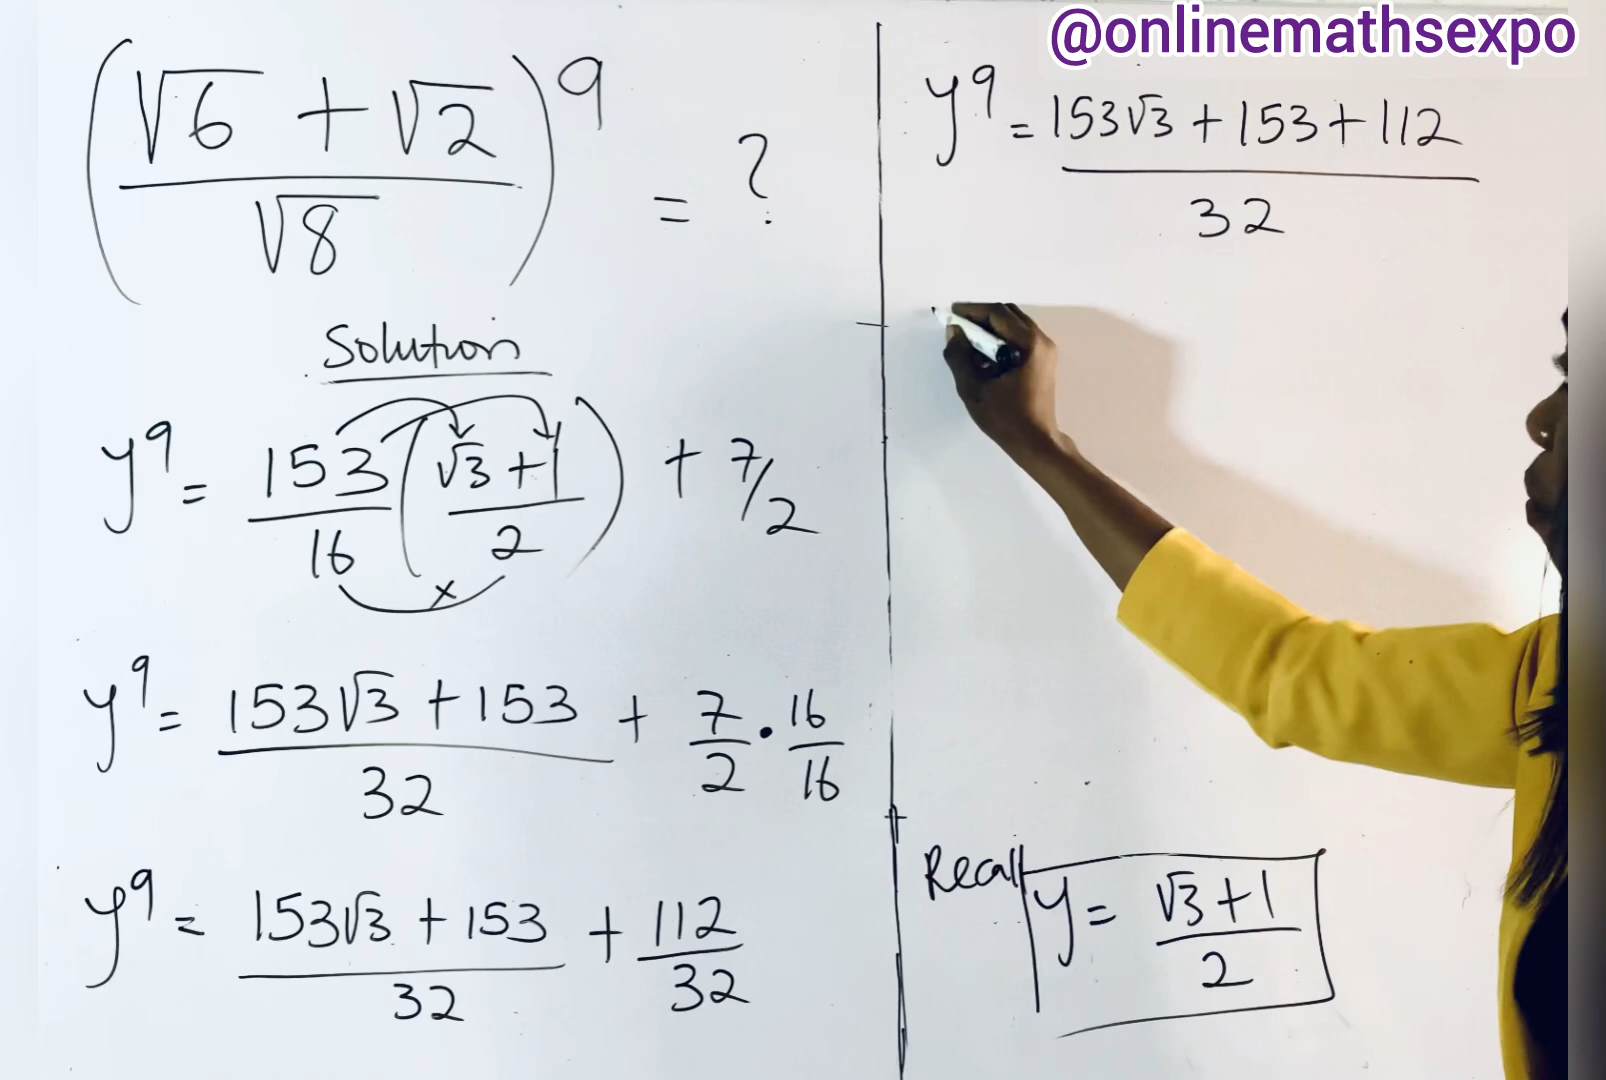 @onlinemathsexpo
(√6 + √2 / √8)^9 = ?
Solution
y^9 = 153/16 (√3 + 1 / 2) + 7/2
x
y^9 = 153√3 + 153 / 32 + 7/2 · 16/16
y^9 = 153√3 + 153 / 32 + 112/32
y^9 = 153√3 + 153 + 112 / 32
Recall y = √3 + 1 / 2